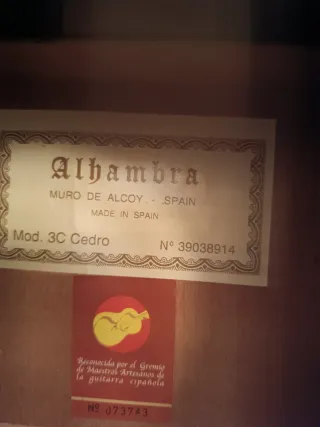 Alhambra
MURO DE ALCOY - SPAIN
MADE IN SPAIN
Mod. 3C Cedro
Nº 39038914
Reconocida por el Gremio
de Maestros Artesanos de
la guitarra española
Nº 073743